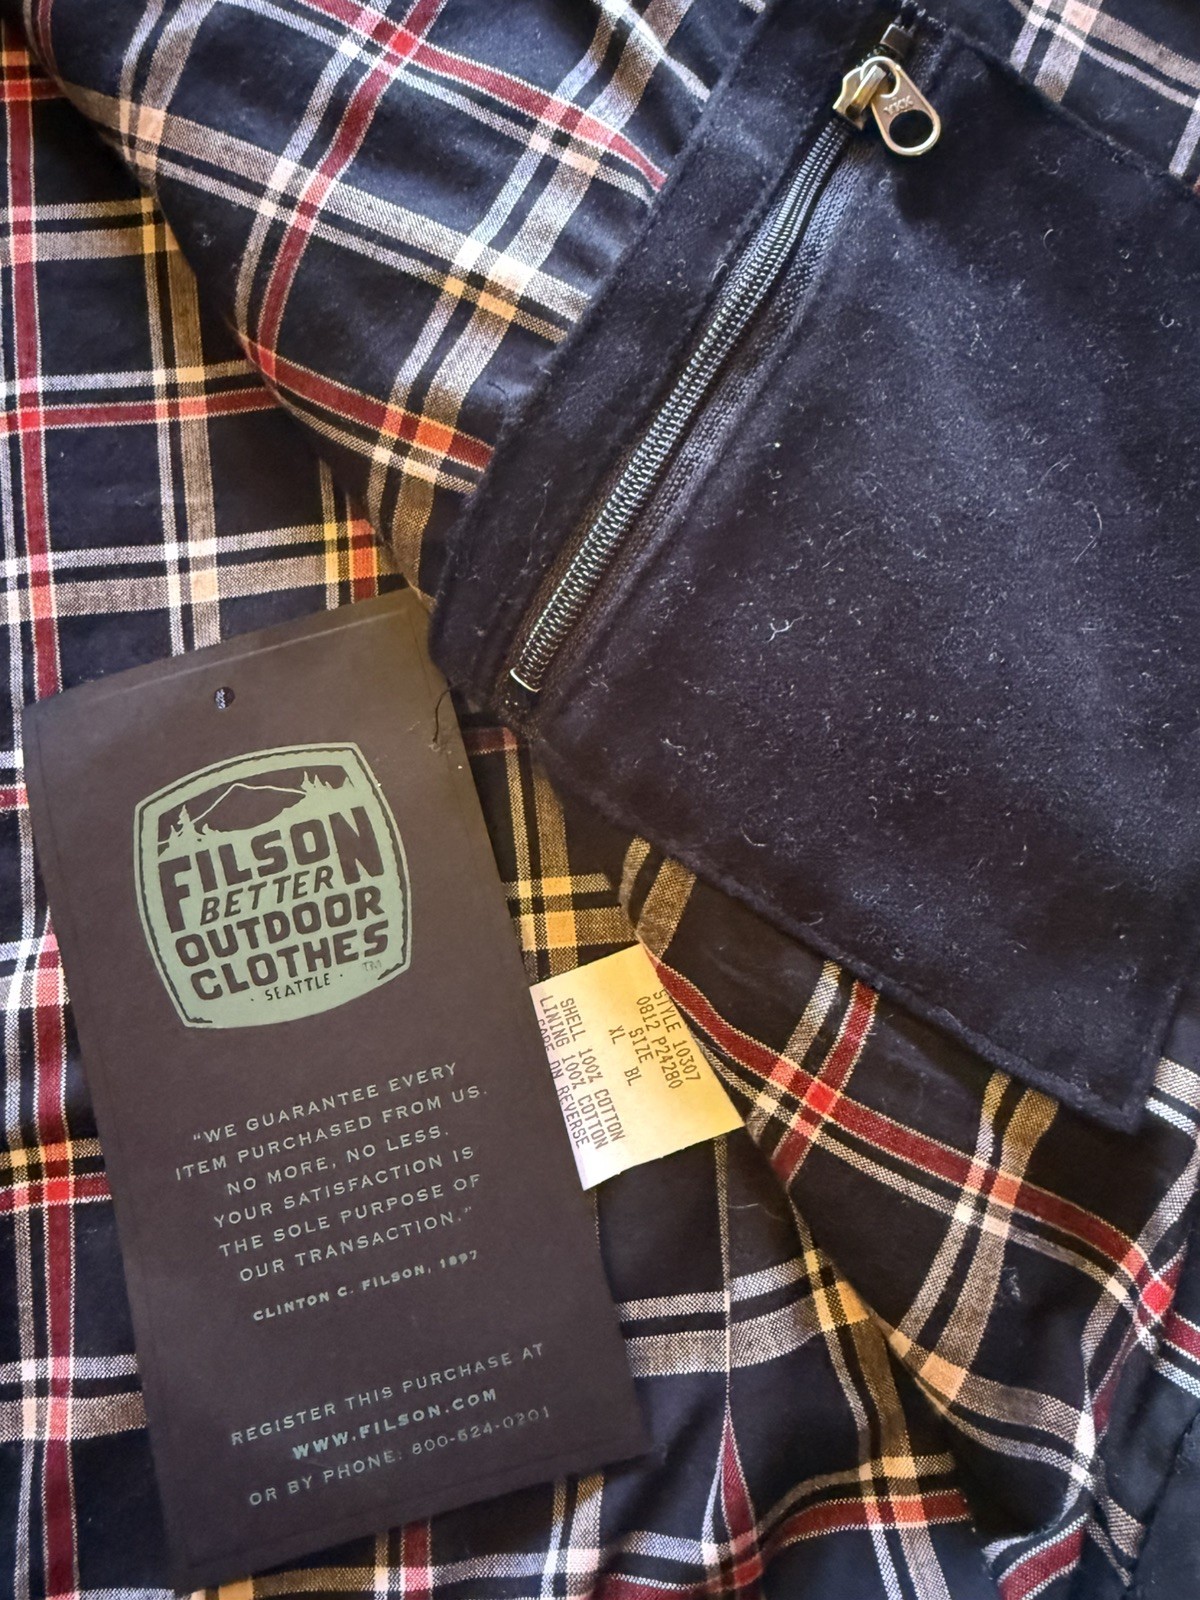 YKK
FILSON
BETTER
OUTDOOR
CLOTHES
TM
· SEATTLE ·
"WE GUARANTEE EVERY
ITEM PURCHASED FROM US.
NO MORE, NO LESS.
YOUR SATISFACTION IS
THE SOLE PURPOSE OF
OUR TRANSACTION."
CLINTON C. FILSON, 1897
REGISTER THIS PURCHASE AT
WWW.FILSON.COM
OR BY PHONE: 800-624-0201
STYLE 10307
0812 P24280
SIZE BL
XL
SHELL 100% COTTON
LINING 100% COTTON
CARE ON REVERSE